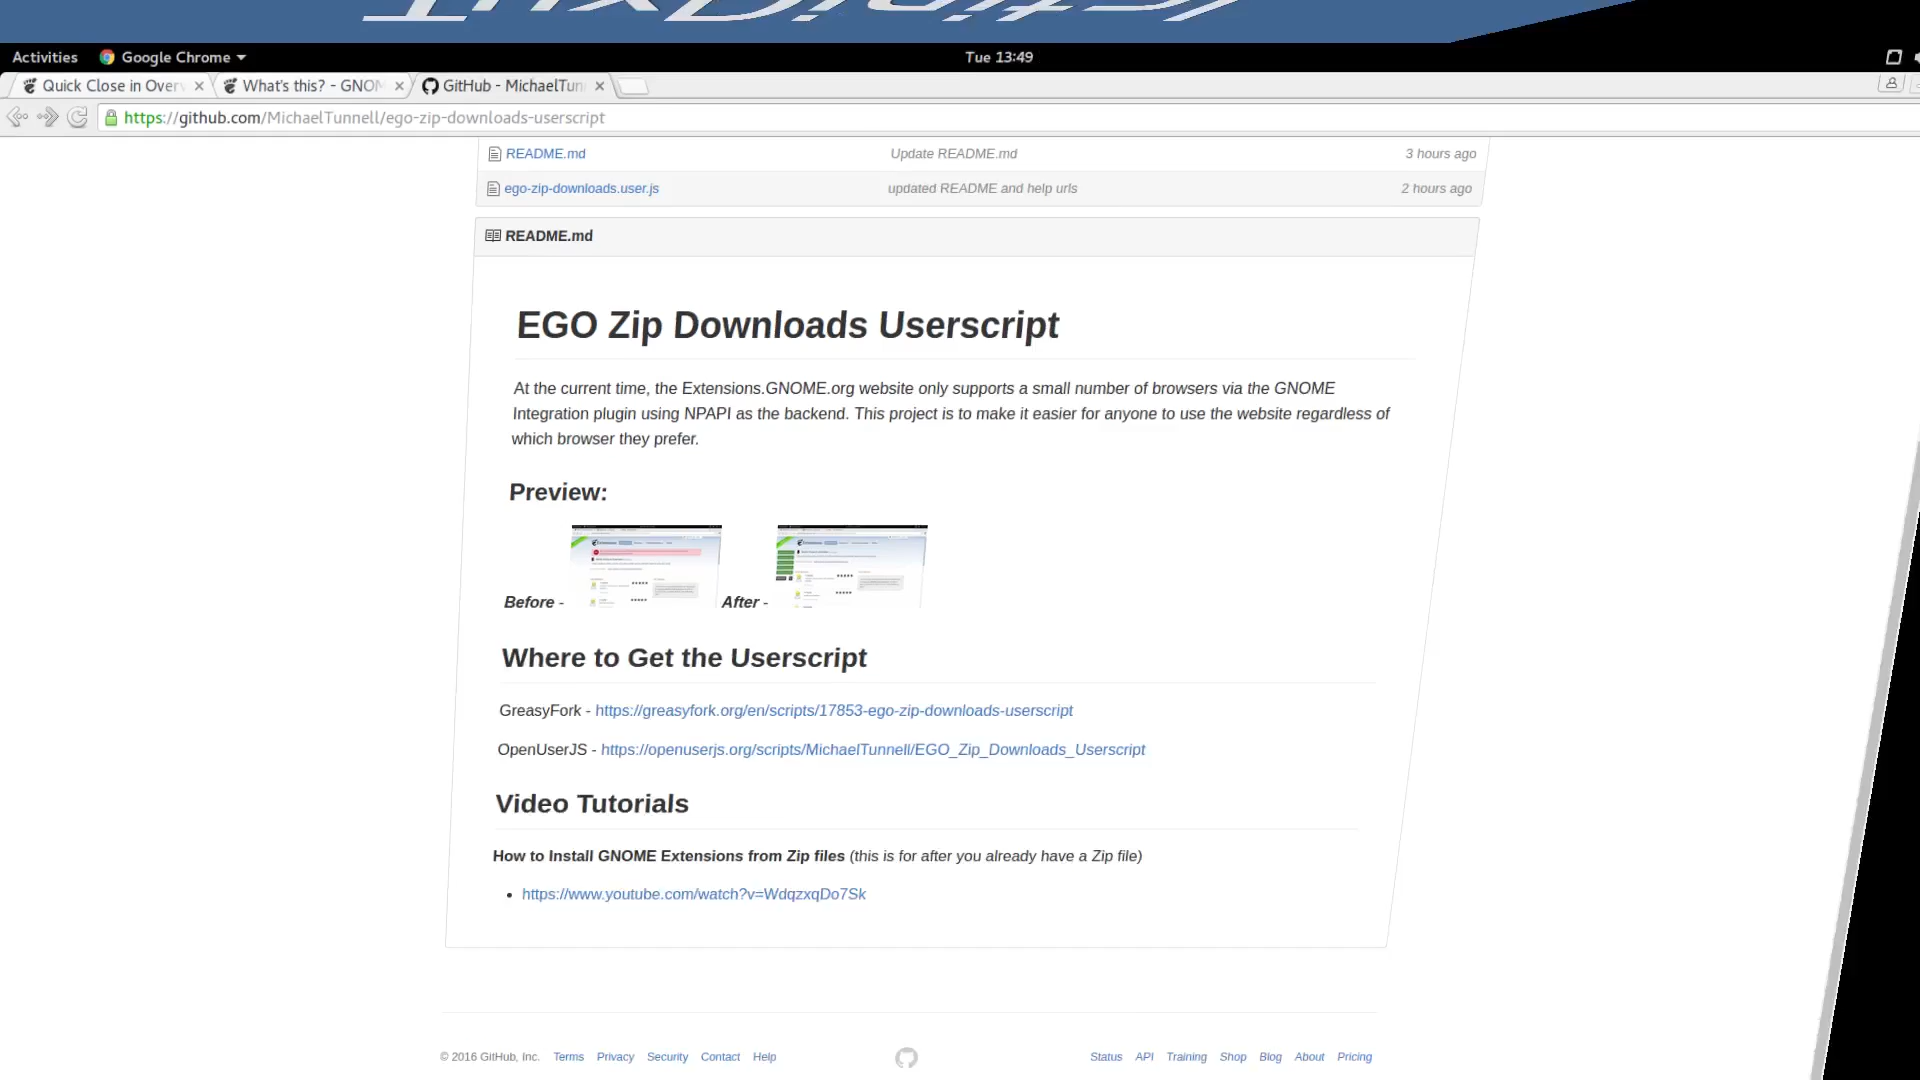 Activities Google Chrome Tue 13:49
Quick Close in Over What's this? - GNOM GitHub - MichaelTun
https://github.com/MichaelTunnell/ego-zip-downloads-userscript
README.md Update README.md 3 hours ago
ego-zip-downloads.user.js updated README and help urls 2 hours ago
README.md
EGO Zip Downloads Userscript
At the current time, the Extensions.GNOME.org website only supports a small number of browsers via the GNOME
Integration plugin using NPAPI as the backend. This project is to make it easier for anyone to use the website regardless of
which browser they prefer.
Preview:
Before - After -
Where to Get the Userscript
GreasyFork - https://greasyfork.org/en/scripts/17853-ego-zip-downloads-userscript
OpenUserJS - https://openuserjs.org/scripts/MichaelTunnell/EGO_Zip_Downloads_Userscript
Video Tutorials
How to Install GNOME Extensions from Zip files (this is for after you already have a Zip file)
• https://www.youtube.com/watch?v=WdqzxqDo7Sk
© 2016 GitHub, Inc. Terms Privacy Security Contact Help Status API Training Shop Blog About Pricing